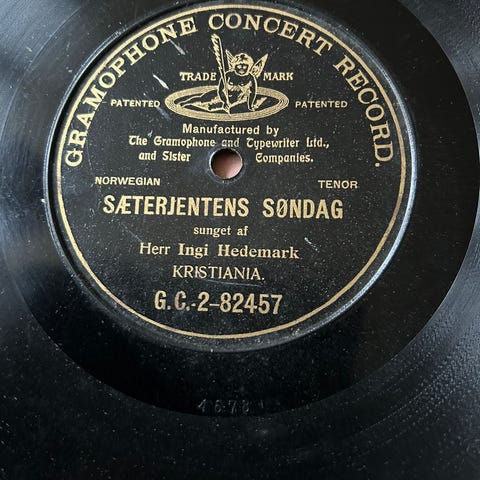 GRAMOPHONE CONCERT RECORD.
TRADE MARK
PATENTED PATENTED
Manufactured by
The Gramophone and Typewriter Ltd.,
and Sister Companies.
NORWEGIAN TENOR
SÆTERJENTENS SØNDAG
sunget af
Herr Ingi Hedemark
KRISTIANIA.
G.C.-2-82457